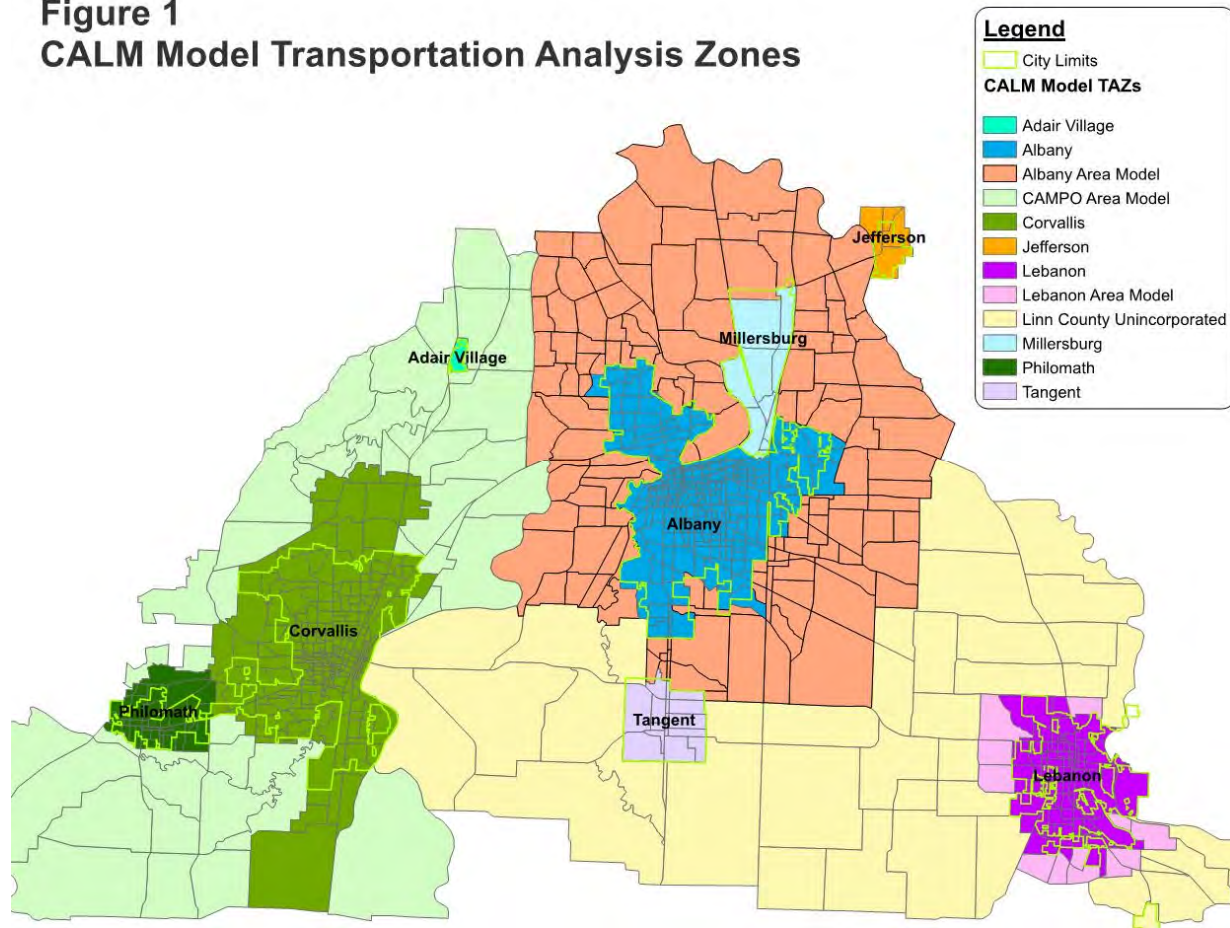 Figure 1
CALM Model Transportation Analysis Zones
Legend
City Limits
CALM Model TAZs
Adair Village
Albany
Albany Area Model
CAMPO Area Model
Corvallis
Jefferson
Lebanon
Lebanon Area Model
Linn County Unincorporated
Millersburg
Philomath
Tangent
Jefferson
Millersburg
Adair Village
Albany
Corvallis
Philomath
Tangent
Lebanon